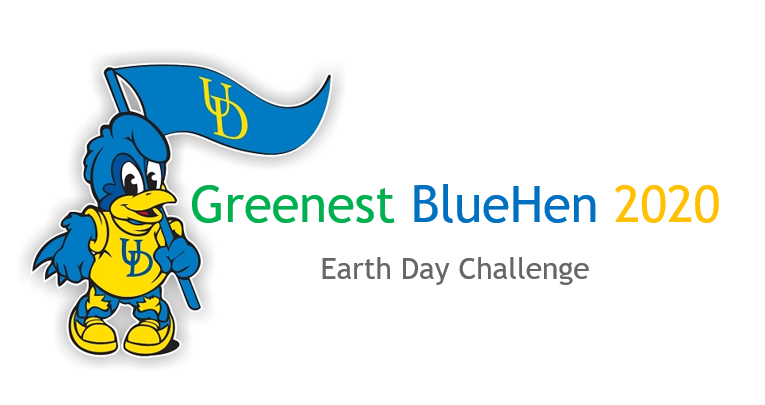 UD
Greenest BlueHen 2020
UD
Earth Day Challenge